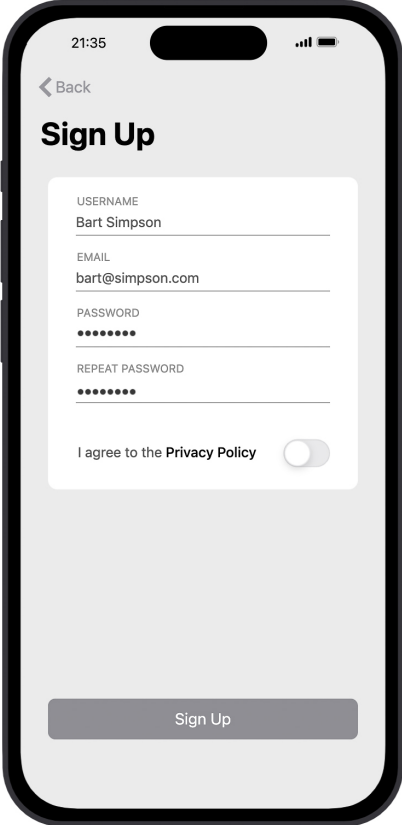 21:35
Back
Sign Up
USERNAME
Bart Simpson
EMAIL
bart@simpson.com
PASSWORD
••••••••
REPEAT PASSWORD
••••••••
I agree to the Privacy Policy
Sign Up